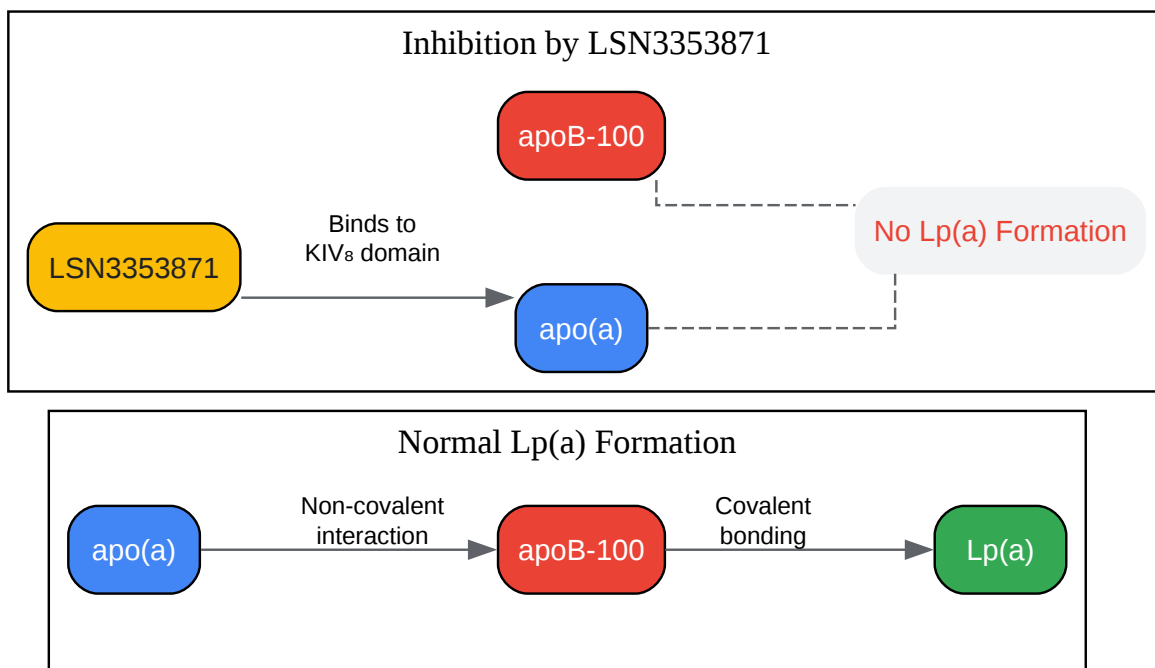 Inhibition by LSN3353871
apoB-100
No Lp(a) Formation
Binds to
KIV₈ domain
LSN3353871
apo(a)
Normal Lp(a) Formation
apo(a)
Non-covalent
interaction
apoB-100
Covalent
bonding
Lp(a)